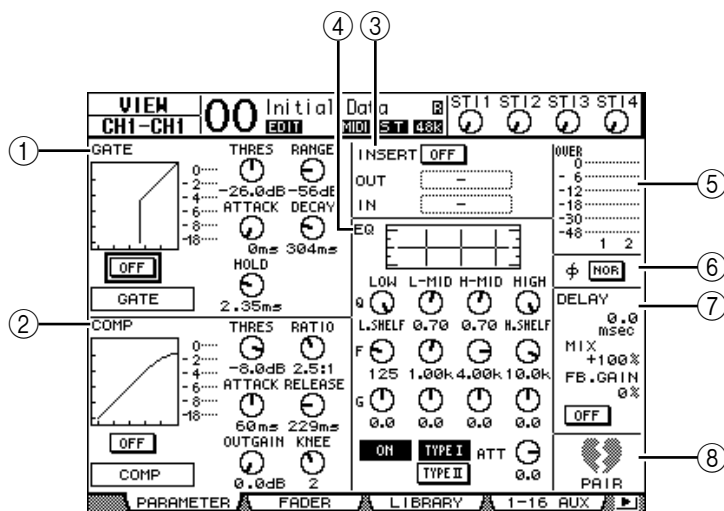 ④ ③
VIEW
CH1-CH1
00 Initial Data
EDIT
MIDI ST 48k
STI1 STI2 STI3 STI4
①
GATE
THRES RANGE
0
-2
-4
-6
-8
-18
-26.0dB -56dB
ATTACK DECAY
0ms 304ms
HOLD
2.35ms
OFF
GATE
②
COMP
THRES RATIO
0
-2
-4
-6
-8
-18
-8.0dB 2.5:1
ATTACK RELEASE
60ms 229ms
OUTGAIN KNEE
0.0dB 2
OFF
COMP
INSERT OFF
OUT -
IN -
EQ
LOW L-MID H-MID HIGH
Q
L.SHELF 0.70 0.70 H.SHELF
F
125 1.00k 4.00k 10.0k
G
0.0 0.0 0.0 0.0
ON TYPE I ATT
TYPE II 0.0
OVER
0
-6
-12
-18
-30
-48
1 2
⑤
ϕ NOR
⑥
DELAY
⑦
0.0
msec
MIX
+100%
FB.GAIN
0%
OFF
PAIR
⑧
PARAMETER FADER LIBRARY 1-16 AUX